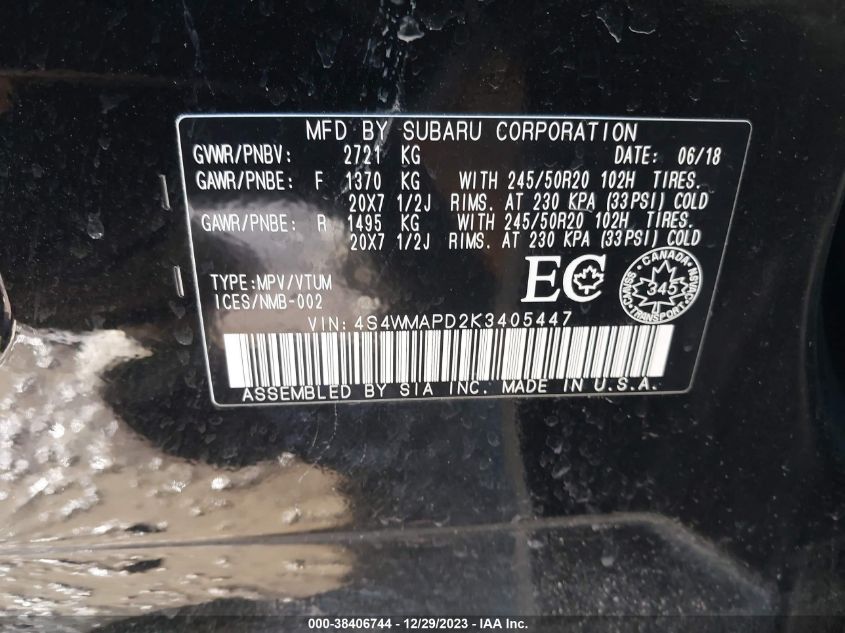 MFD BY SUBARU CORPORATION
GVWR/PNBV: 2721 KG DATE: 06/18
GAWR/PNBE: F 1370 KG WITH 245/50R20 102H TIRES.
20X7 1/2J RIMS. AT 230 KPA (33PSI) COLD
GAWR/PNBE: R 1495 KG WITH 245/50R20 102H TIRES.
20X7 1/2J RIMS. AT 230 KPA (33PSI) COLD
TYPE:MPV/VTUM
ICES/NMB-002
EC
CANADA
345
TRANSPORT
NSVAC
CSVMSS
VIN: 4S4WMAPD2K3405447
ASSEMBLED BY SIA INC. MADE IN U.S.A.
000-38406744 - 12/29/2023 - IAA Inc.